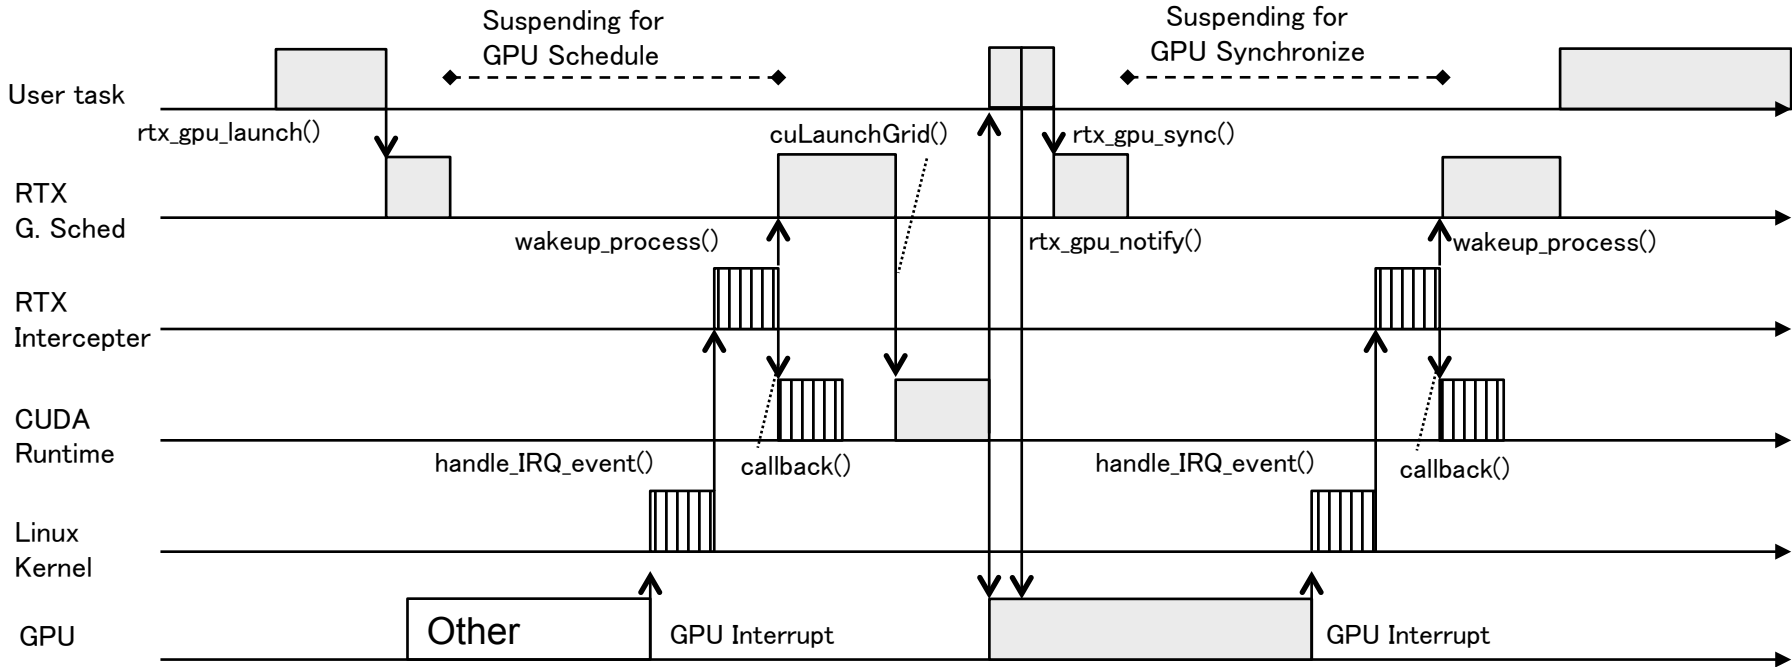 Suspending for
GPU Schedule
Suspending for
GPU Synchronize
User task
rtx_gpu_launch()
cuLaunchGrid()
rtx_gpu_sync()
RTX
G. Sched
wakeup_process()
rtx_gpu_notify()
wakeup_process()
RTX
Intercepter
CUDA
Runtime
handle_IRQ_event()
callback()
handle_IRQ_event()
callback()
Linux
Kernel
GPU
Other
GPU Interrupt
GPU Interrupt